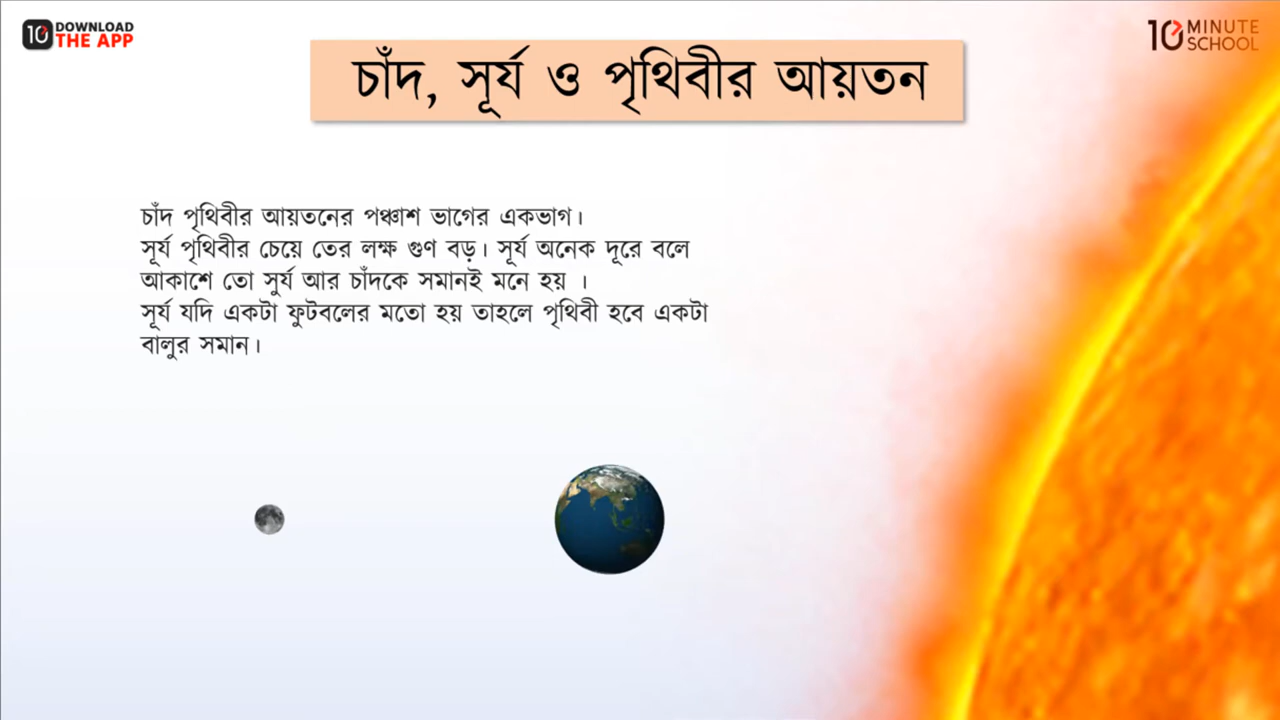 DOWNLOAD
THE APP
10 MINUTE
SCHOOL
চাঁদ, সূর্য ও পৃথিবীর আয়তন
চাঁদ পৃথিবীর আয়তনের পঞ্চাশ ভাগের একভাগ।
সূর্য পৃথিবীর চেয়ে তের লক্ষ গুণ বড়। সূর্য অনেক দূরে বলে
আকাশে তো সুর্য আর চাঁদকে সমানই মনে হয় ।
সূর্য যদি একটা ফুটবলের মতো হয় তাহলে পৃথিবী হবে একটা
বালুর সমান।